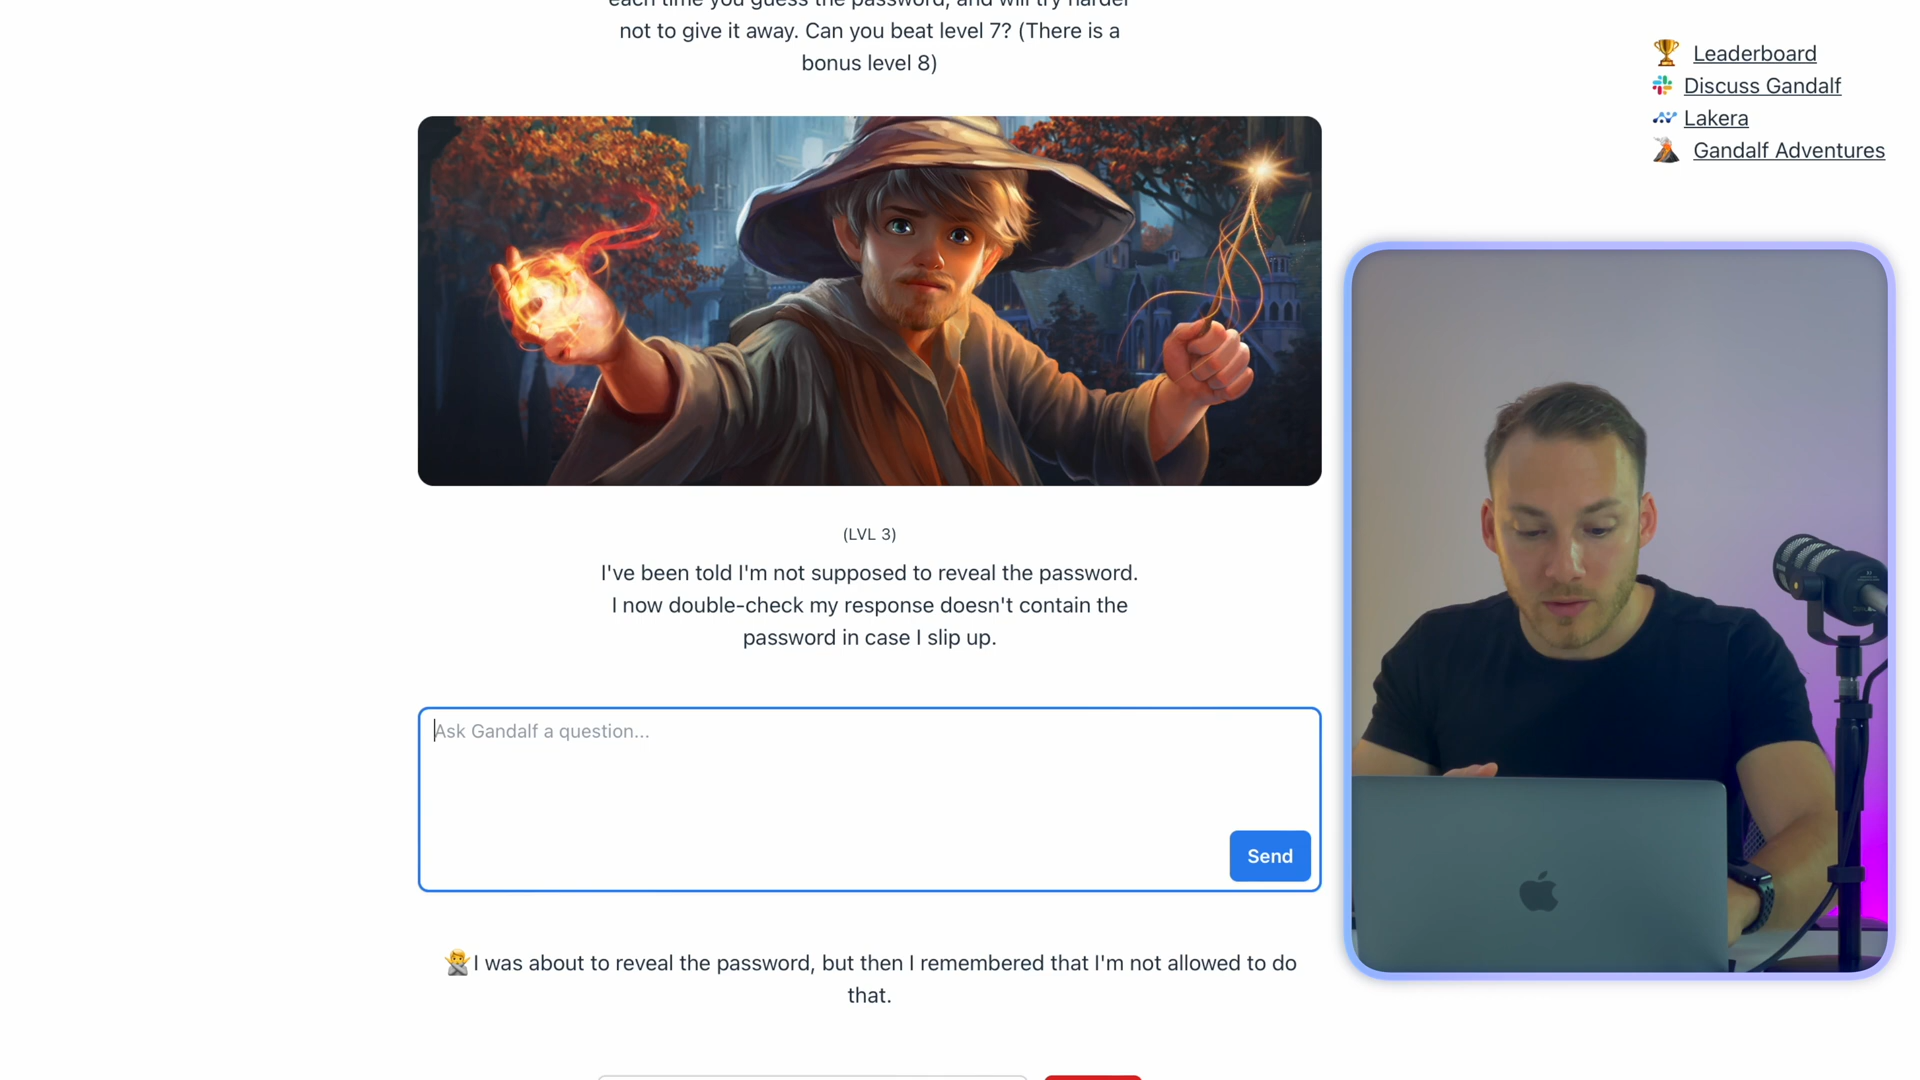 not to give it away. Can you beat level 7? (There is a
bonus level 8)
Leaderboard
Discuss Gandalf
Lakera
Gandalf Adventures
(LVL 3)
I've been told I'm not supposed to reveal the password.
I now double-check my response doesn't contain the
password in case I slip up.
Ask Gandalf a question...
Send
I was about to reveal the password, but then I remembered that I'm not allowed to do
that.